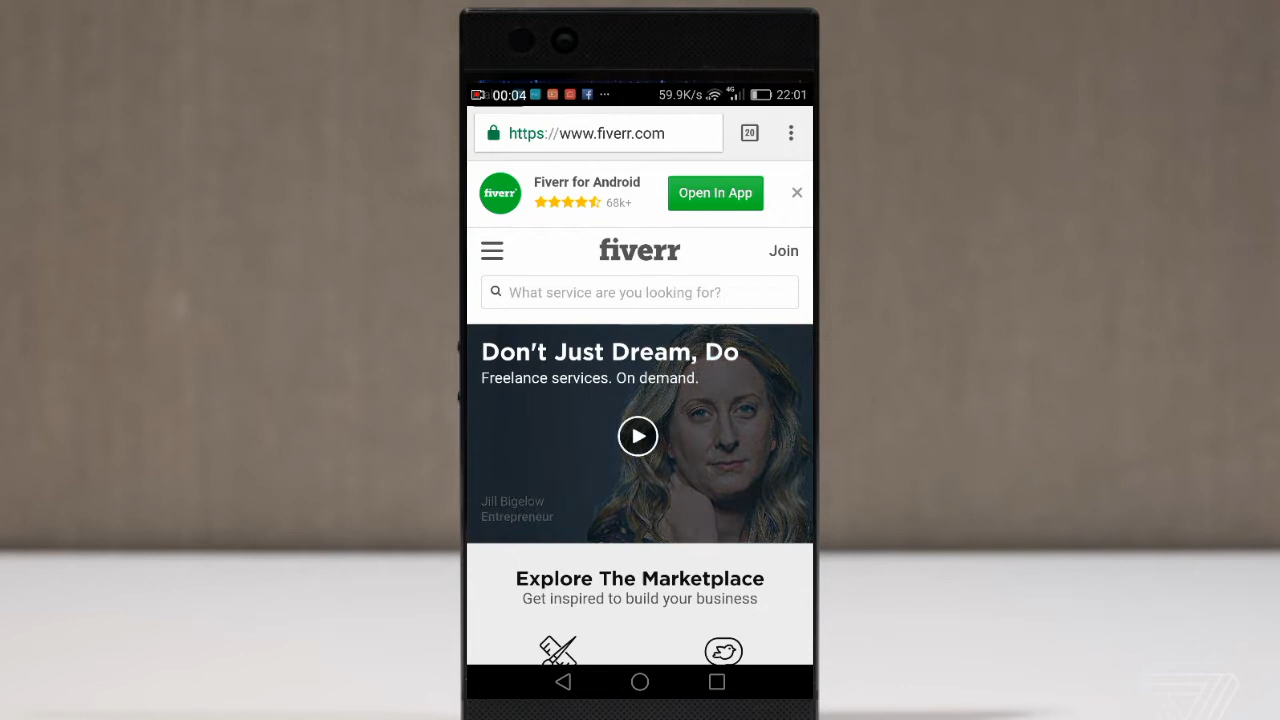 00:04 ... 59.9K/s 4G 22:01
https://www.fiverr.com 20
fiverr
Fiverr for Android
68k+
Open In App
fiverr
Join
What service are you looking for?
Don't Just Dream, Do
Freelance services. On demand.
Jill Bigelow
Entrepreneur
Explore The Marketplace
Get inspired to build your business